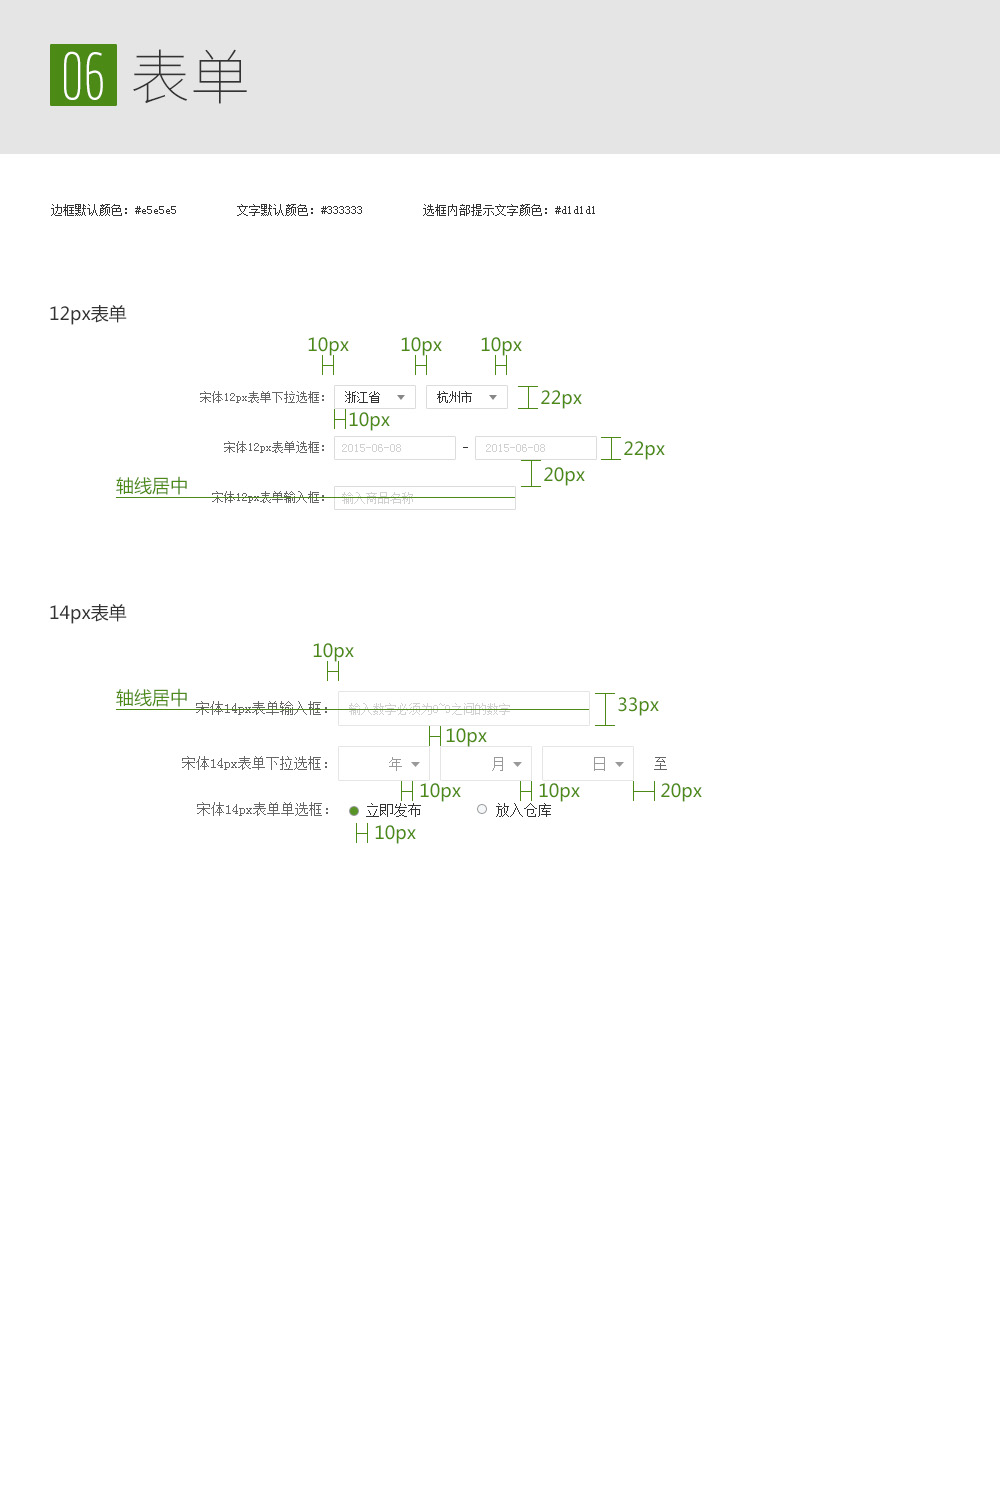 06 表单
边框默认颜色：#e5e5e5 文字默认颜色：#333333 选框内部提示文字颜色：#d1d1d1
12px表单
10px 10px 10px
宋体12px表单下拉选框： 浙江省 杭州市 22px
10px
宋体12px表单选框： 2015-06-08 - 2015-06-08 22px
20px
轴线居中 宋体12px表单输入框： 输入商品名称
14px表单
10px
轴线居中 宋体14px表单输入框： 输入数字必须为0~9之间的数字 33px
10px
宋体14px表单下拉选框： 年 月 日 至
10px 10px 20px
宋体14px表单单选框： 立即发布 放入仓库
10px